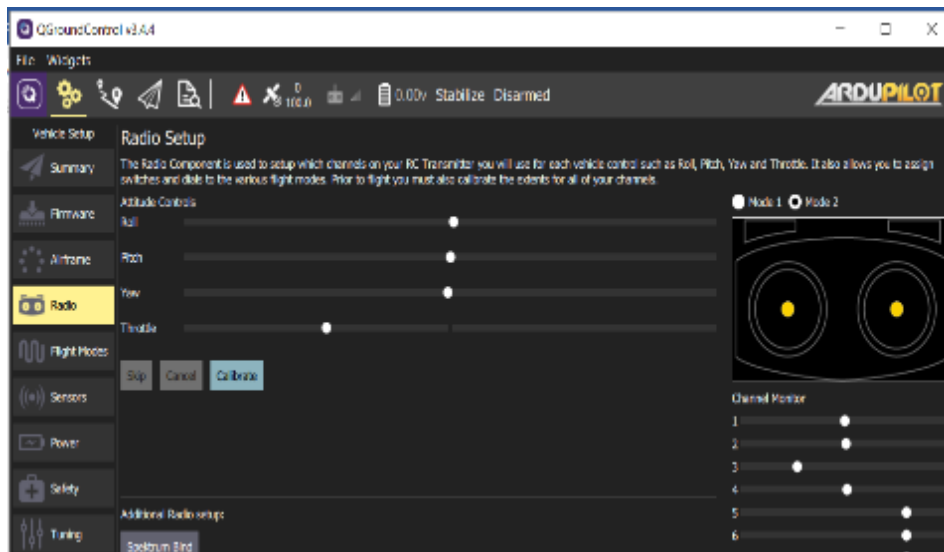 QGroundControl v3.4.4
File Widgets
0
100.0
0.00v Stabilize Disarmed
ARDUPILOT
Vehicle Setup
Summary
Firmware
Airframe
Radio
Flight Modes
Sensors
Power
Safety
Tuning
Radio Setup
The Radio Component is used to setup which channels on your RC Transmitter you will use for each vehicle control such as Roll, Pitch, Yaw and Throttle. It also allows you to assign
switches and dials to the various flight modes. Prior to flight you must also calibrate the extents for all of your channels.
Attitude Controls
Roll
Pitch
Yaw
Throttle
Skip Cancel Calibrate
Additional Radio setup:
Spektrum Bind
Mode 1 Mode 2
Channel Monitor
1
2
3
4
5
6